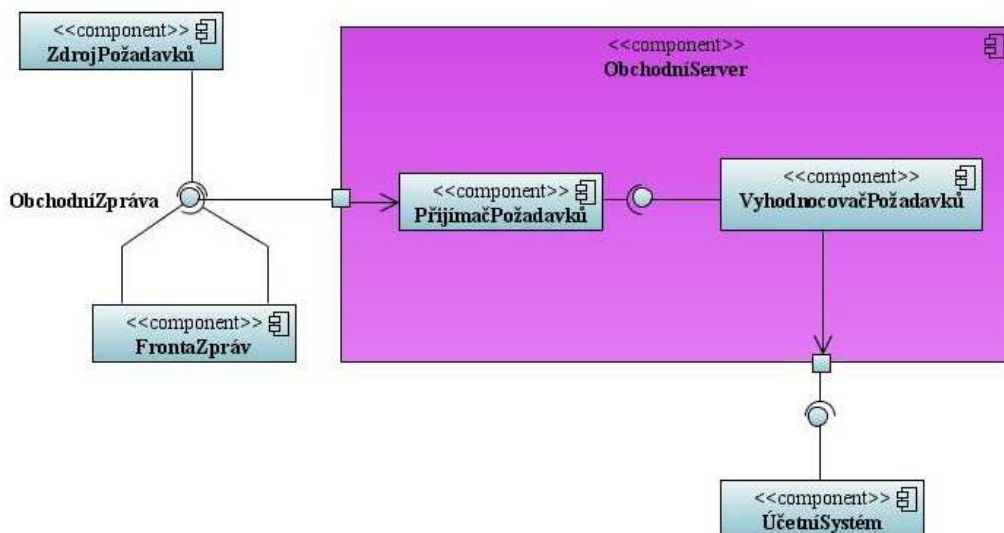 <<component>>
ZdrojPožadavků
<<component>>
ObchodníServer
ObchodníZpráva
<<component>>
PřijímačPožadavků
<<component>>
VyhodnocovačPožadavků
<<component>>
FrontaZpráv
<<component>>
ÚčetníSystém